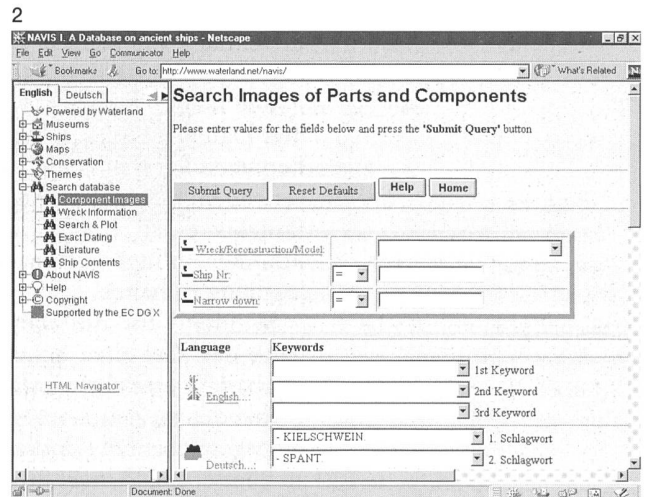 2
NAVIS I. A Database on ancient ships - Netscape
File Edit View Go Communicator Help
Bookmarks Go to: http://www.waterland.net/navis/ What's Related
English Deutsch
Powered by Waterland
Museums
Ships
Maps
Conservation
Themes
Search database
Component Images
Wreck Information
Search & Plot
Exact Dating
Literature
Ship Contents
About NAVIS
Help
Copyright
Supported by the EC DG X
HTML Navigator
Search Images of Parts and Components
Please enter values for the fields below and press the 'Submit Query' button
Submit Query Reset Defaults Help Home
Wreck/Reconstruction/Model:
Ship Nr: =
Narrow down: =
Language Keywords
1st Keyword
English...: 2nd Keyword
3rd Keyword
- KIELSCHWEIN 1. Schlagwort
- SPANT 2. Schlagwort
Deutsch...:
Document: Done